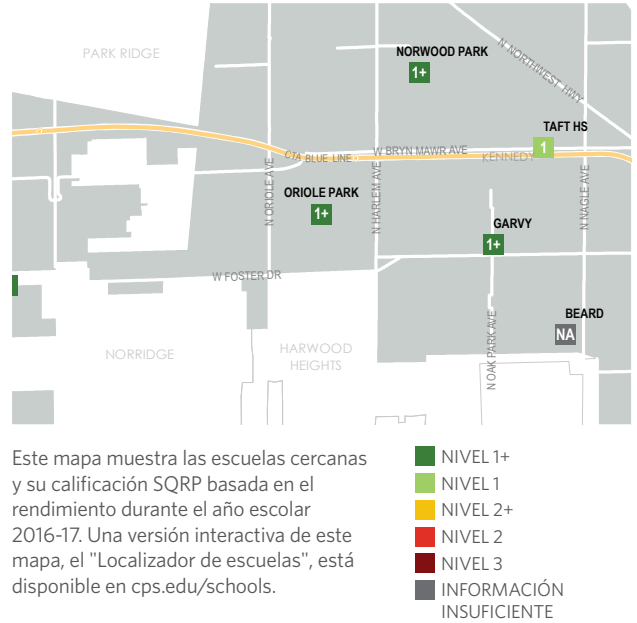 PARK RIDGE
NORWOOD PARK
1+
N NORTHWEST HWY
TAFT HS
1
CTA BLUE LINE
W BRYN MAWR AVE
KENNEDY
N ORIOLE AVE
N HARLEM AVE
N NAGLE AVE
ORIOLE PARK
1+
GARVY
1+
W FOSTER DR
BEARD
NA
N OAK PARK AVE
NORRIDGE
HARWOOD
HEIGHTS
Este mapa muestra las escuelas cercanas
y su calificación SQRP basada en el
rendimiento durante el año escolar
2016-17. Una versión interactiva de este
mapa, el "Localizador de escuelas", está
disponible en cps.edu/schools.
NIVEL 1+
NIVEL 1
NIVEL 2+
NIVEL 2
NIVEL 3
INFORMACIÓN
INSUFICIENTE